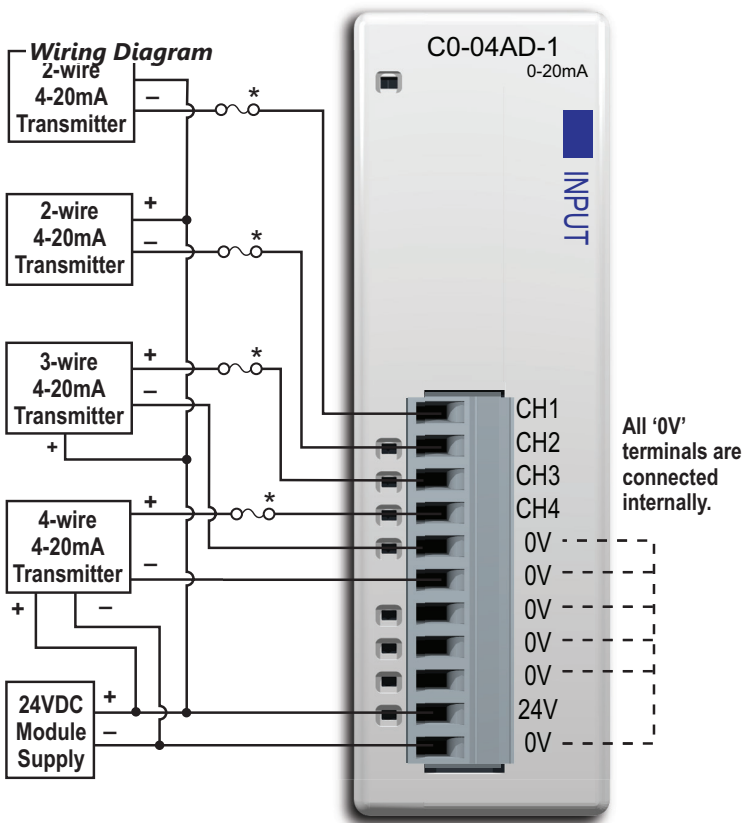 Wiring Diagram
2-wire
4-20mA
Transmitter
–
*
2-wire
4-20mA
Transmitter
+
–
*
3-wire
4-20mA
Transmitter
+
–
+
*
4-wire
4-20mA
Transmitter
+
–
+
–
*
24VDC
Module
Supply
+
–
C0-04AD-1
0-20mA
INPUT
CH1
CH2
CH3
CH4
0V
0V
0V
0V
0V
24V
0V
All ‘0V’
terminals are
connected
internally.